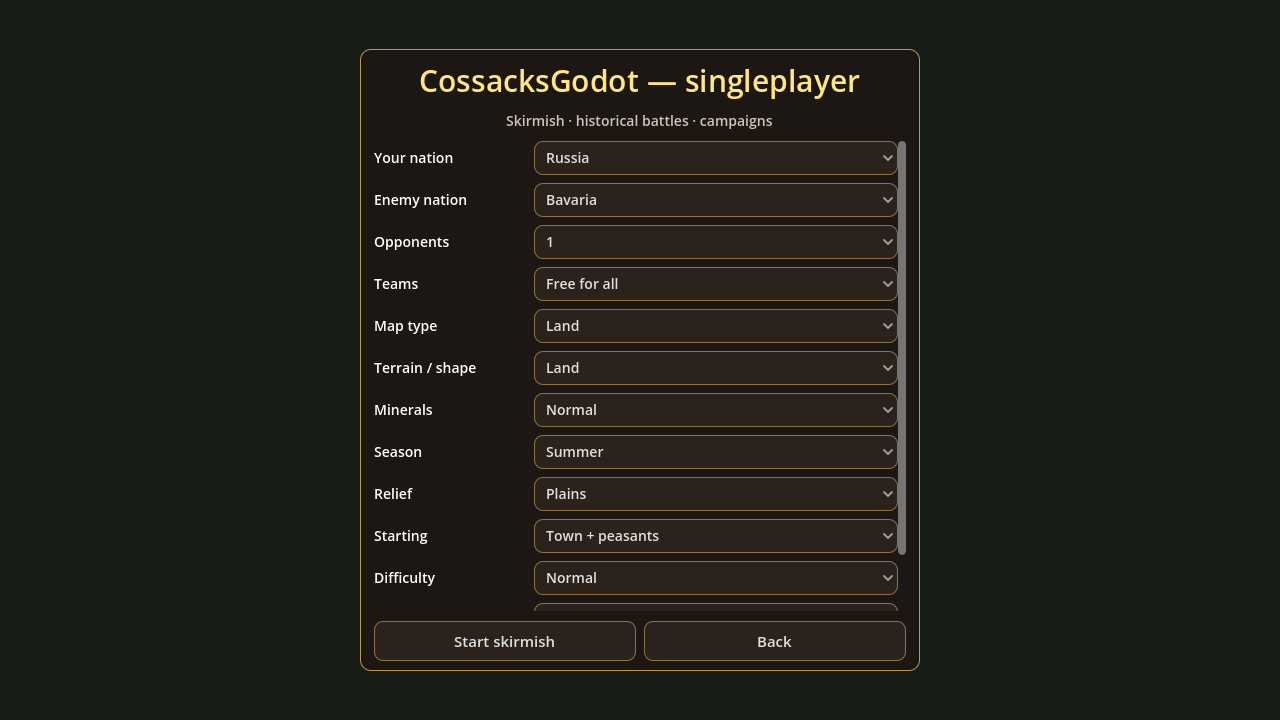 CossacksGodot — singleplayer
Skirmish · historical battles · campaigns
Your nation Russia
Enemy nation Bavaria
Opponents 1
Teams Free for all
Map type Land
Terrain / shape Land
Minerals Normal
Season Summer
Relief Plains
Starting Town + peasants
Difficulty Normal
Start skirmish Back